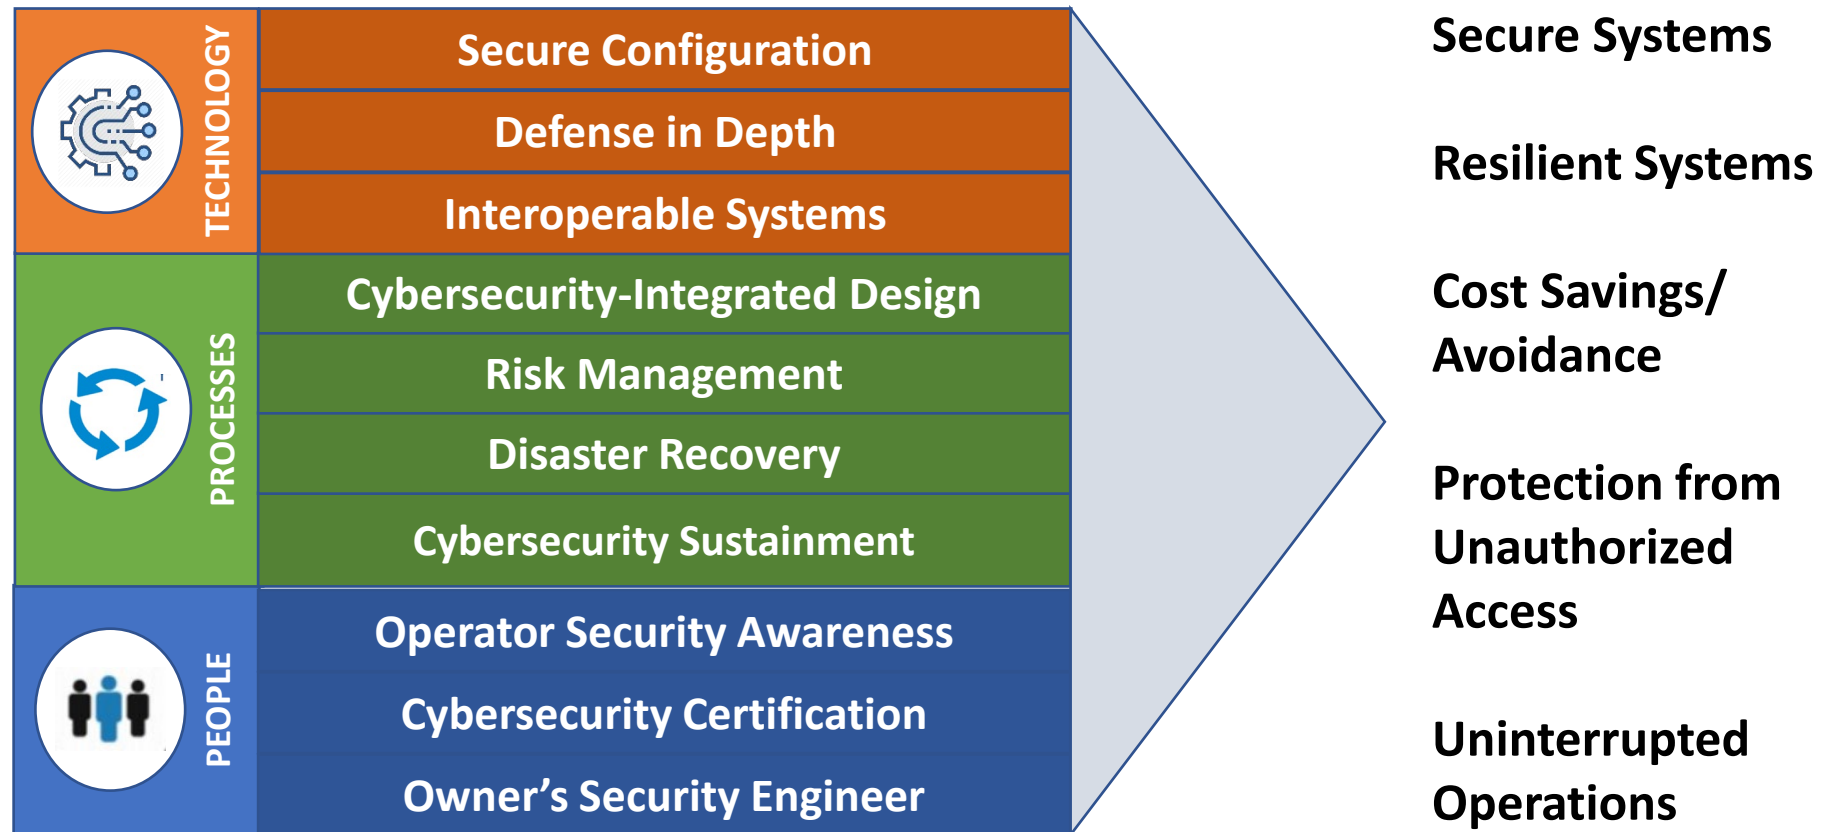 TECHNOLOGY
Secure Configuration
Defense in Depth
Interoperable Systems
PROCESSES
Cybersecurity-Integrated Design
Risk Management
Disaster Recovery
Cybersecurity Sustainment
PEOPLE
Operator Security Awareness
Cybersecurity Certification
Owner’s Security Engineer
Secure Systems
Resilient Systems
Cost Savings/
Avoidance
Protection from
Unauthorized
Access
Uninterrupted
Operations